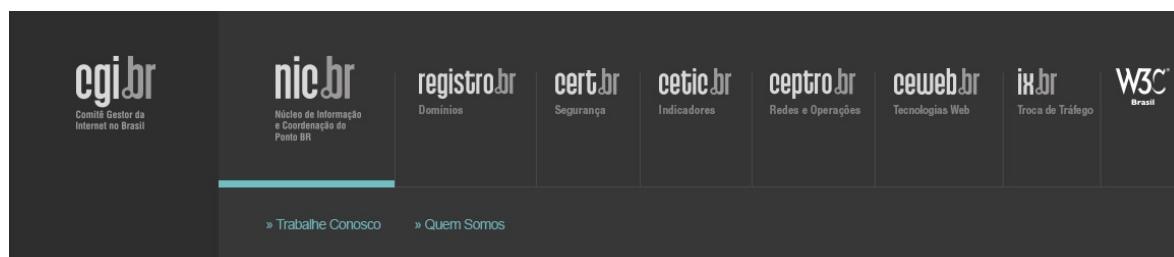 cgi.br
Comitê Gestor da
Internet no Brasil
nic.br
Núcleo de Informação
e Coordenação do
Ponto BR
registro.br
Domínios
cert.br
Segurança
cetic.br
Indicadores
ceptro.br
Redes e Operações
ceweb.br
Tecnologias Web
ix.br
Troca de Tráfego
W3C
Brasil
» Trabalhe Conosco
» Quem Somos